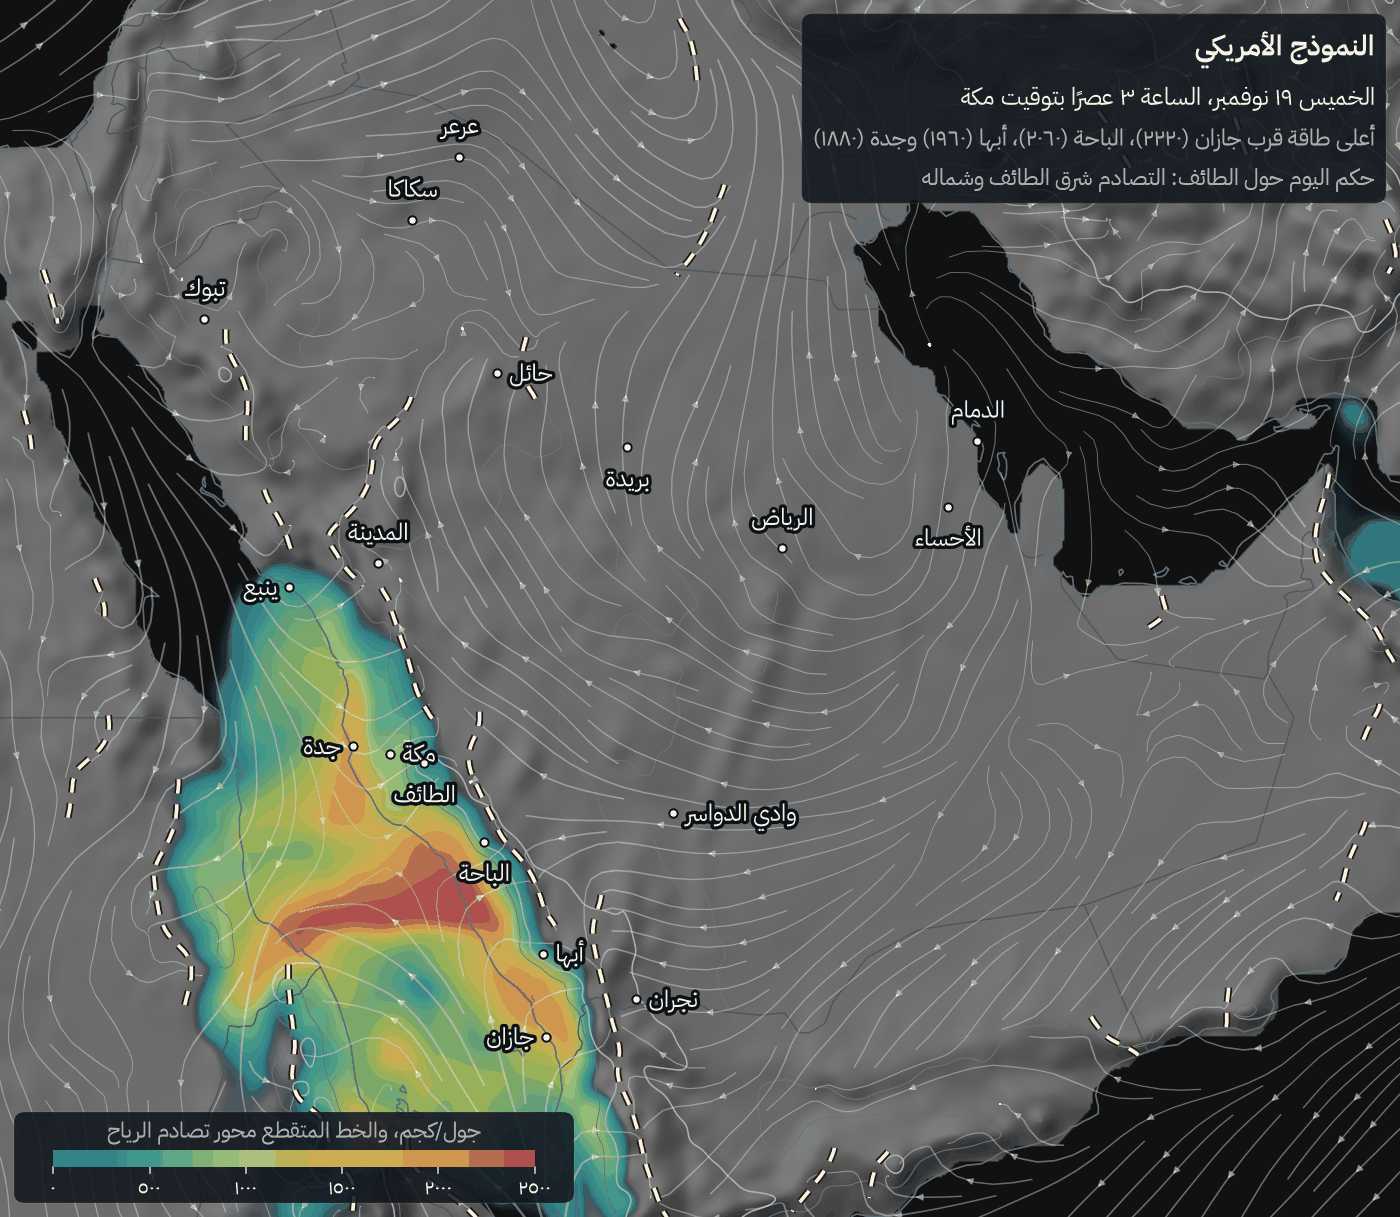 النموذج الأمريكي
الخميس ١٩ نوفمبر، الساعة ٣ عصرًا بتوقيت مكة
أعلى طاقة قرب جازان (٢٢٢٠)، الباحة (٢٠٦٠)، أبها (١٩٦٠) وجدة (١٨٨٠)
حكم اليوم حول الطائف: التصادم شرق الطائف وشماله
عرعر
سكاكا
تبوك
حائل
الدمام
بريدة
الرياض
الأحساء
المدينة
ينبع
جدة
مكة
الطائف
وادي الدواسر
الباحة
أبها
نجران
جازان
جول/كجم، والخط المتقطع محور تصادم الرياح
٠ ٥٠٠ ١٠٠٠ ١٥٠٠ ٢٠٠٠ ٢٥٠٠